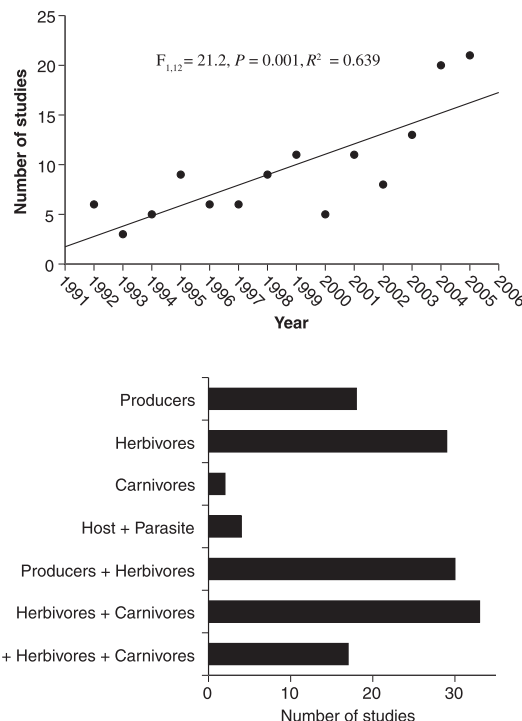 25
20
15
10
5
0
Number of studies
F1,12 = 21.2, P = 0.001, R² = 0.639
1991 1992 1993 1994 1995 1996 1997 1998 1999 2000 2001 2002 2003 2004 2005 2006
Year
Producers
Herbivores
Carnivores
Host + Parasite
Producers + Herbivores
Herbivores + Carnivores
+ Herbivores + Carnivores
0 10 20 30
Number of studies